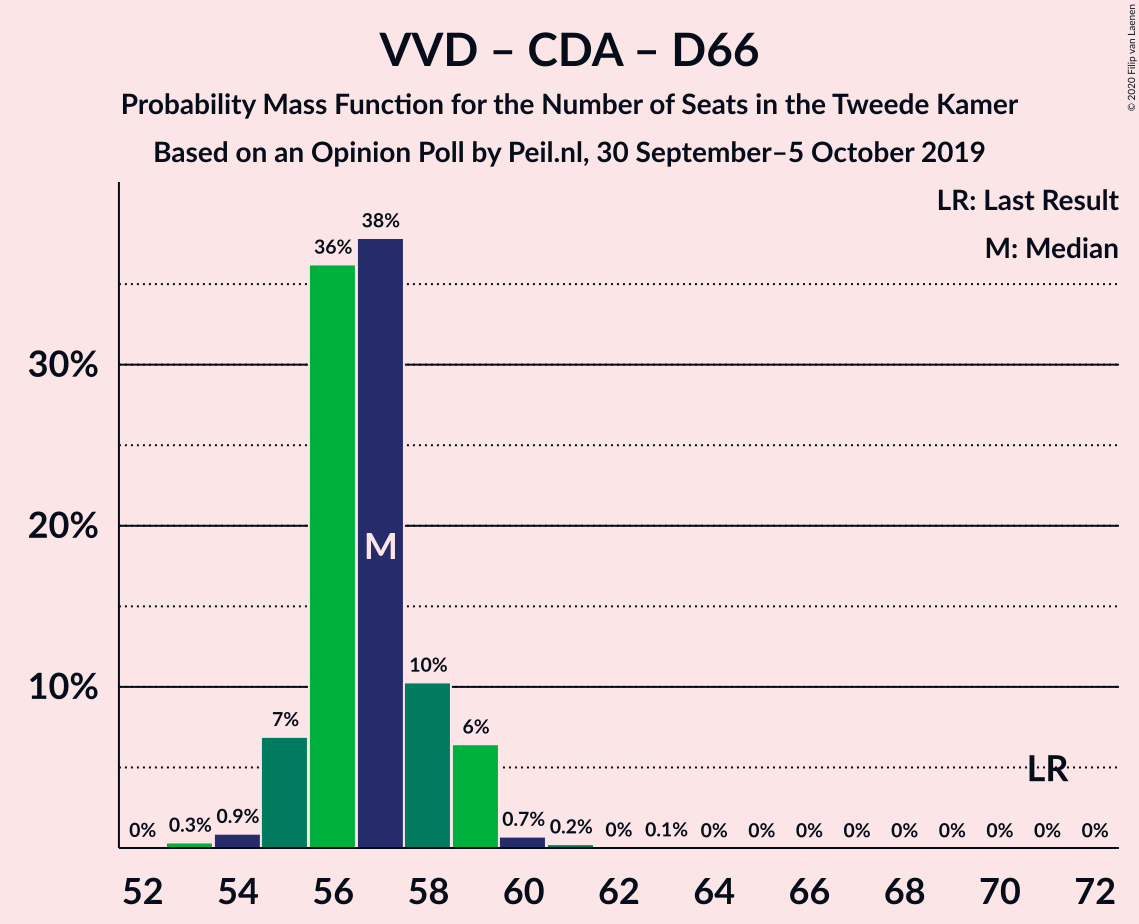 VVD – CDA – D66
Probability Mass Function for the Number of Seats in the Tweede Kamer
Based on an Opinion Poll by Peil.nl, 30 September–5 October 2019
© 2020 Filip van Laenen
LR: Last Result
M: Median
30%
20%
10%
0% 0.3% 0.9% 7% 36% 38% 10% 6% 0.7% 0.2% 0% 0.1% 0% 0% 0% 0% 0% 0% 0% 0% 0%
M
LR
52 54 56 58 60 62 64 66 68 70 72